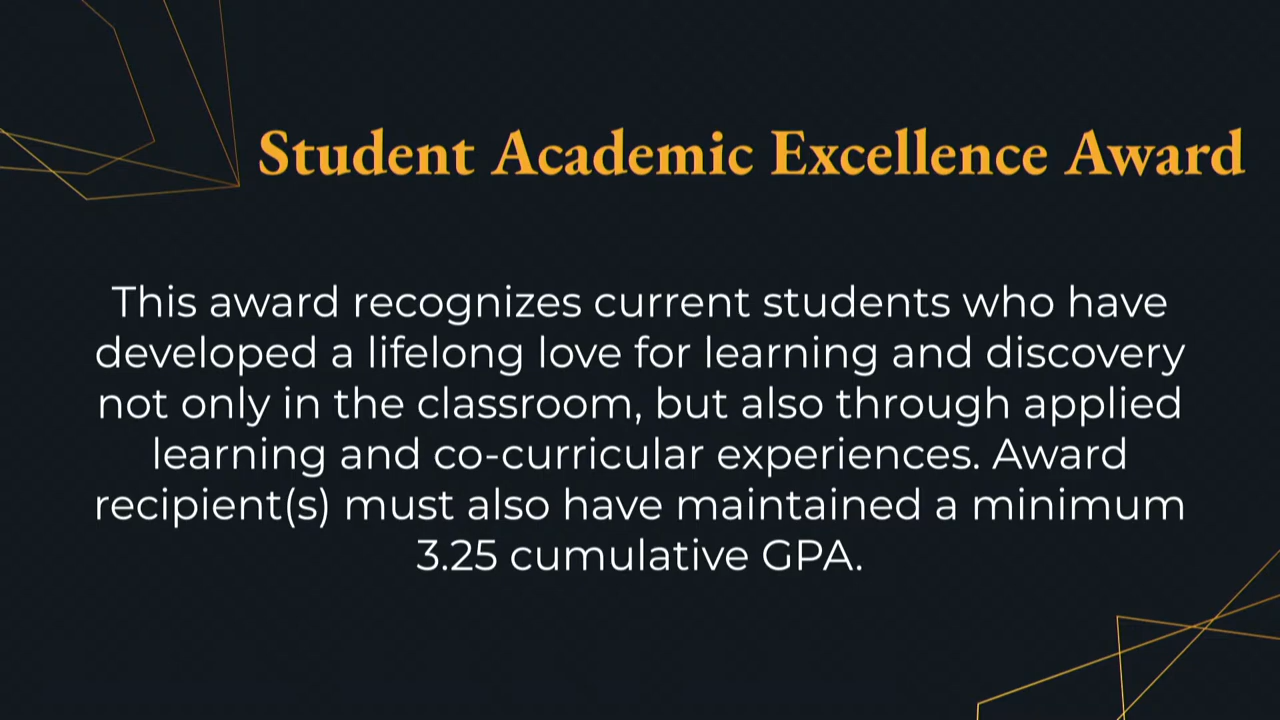 Student Academic Excellence Award
This award recognizes current students who have
developed a lifelong love for learning and discovery
not only in the classroom, but also through applied
learning and co-curricular experiences. Award
recipient(s) must also have maintained a minimum
3.25 cumulative GPA.